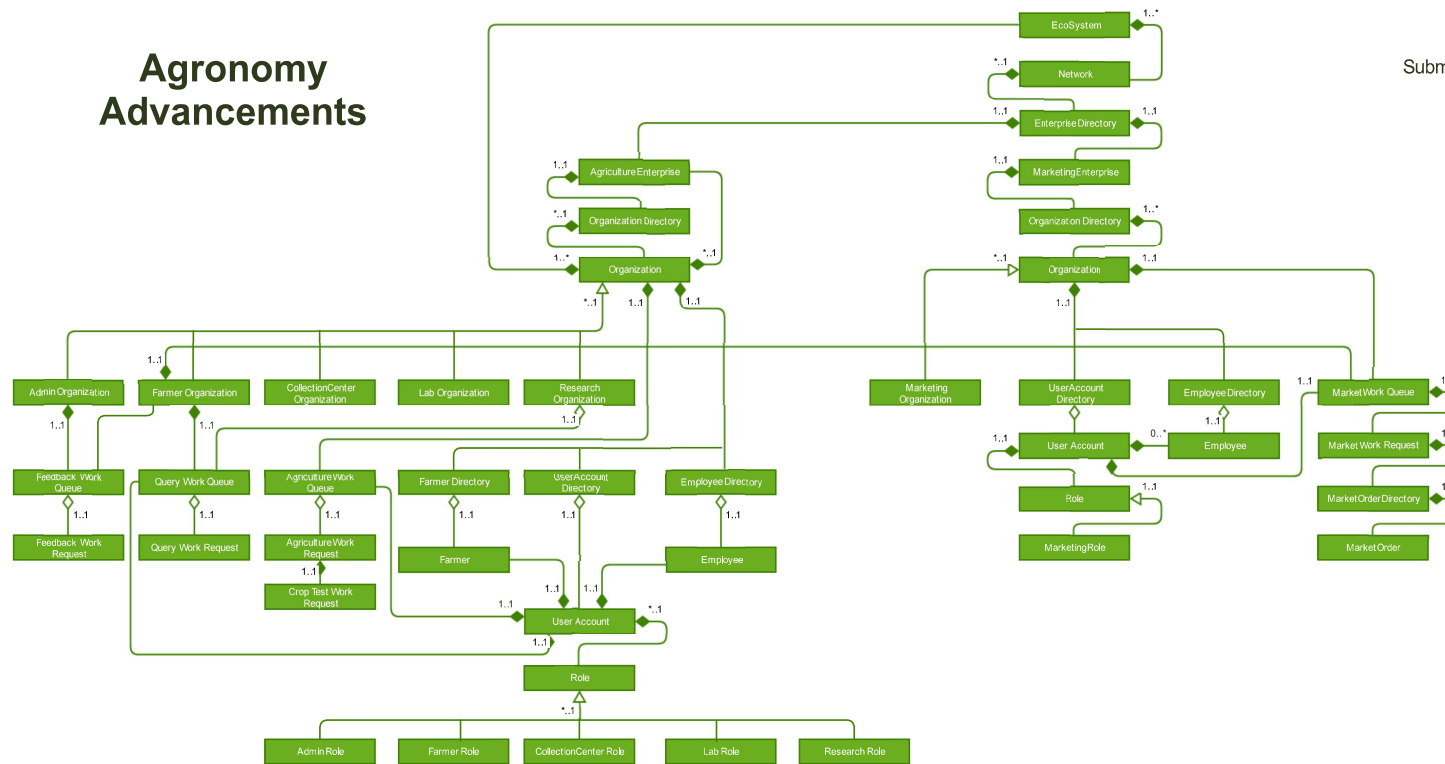 Agronomy
Advancements
Subm
EcoSystem
1..*
Network
*..1
Enterprise Directory
1..1
1..1
Agriculture Enterprise
1..1
Marketing Enterprise
1..1
Organization Directory
*..1
Organization Directory
1..*
Organization
1..*
*..1
*..1
1..1
1..1
Organization
*..1
1..1
1..1
1..1
Admin Organization
Farmer Organization
CollectionCenter
Organization
Lab Organization
Research
Organization
Marketing
Organization
UserAccount
Directory
Employee Directory
1..1
Market Work Queue
1
1..1
1..1
1..1
1..1
User Account
1..1
0..*
Employee
Market Work Request
1
Feedback Work
Queue
Query Work Queue
Agriculture Work
Queue
Farmer Directory
UserAccount
Directory
Employee Directory
Role
1..1
Market Order Directory
1
1..1
1..1
1..1
1..1
1..1
1..1
Feedback Work
Request
Query Work Request
Agriculture Work
Request
Farmer
Employee
Marketing Role
Market Order
1..1
Crop Test Work
Request
1..1
1..1
1..1
User Account
*..1
1..1
Role
*..1
Admin Role
Farmer Role
CollectionCenter Role
Lab Role
Research Role